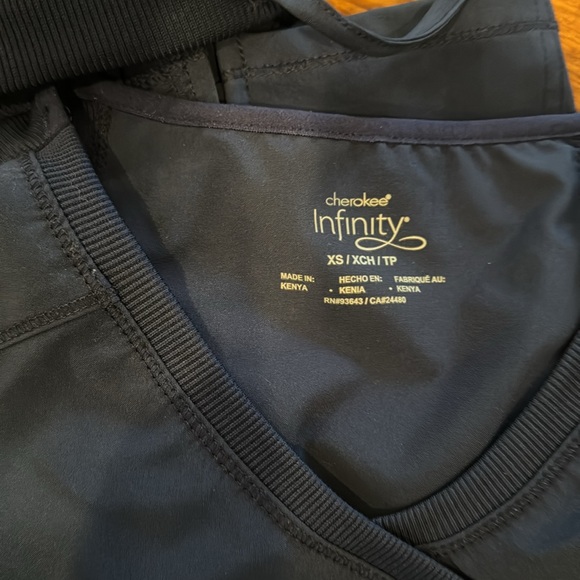 cherokee®
Infinity®
XS / XCH / TP
MADE IN: HECHO EN: FABRIQUÉ AU:
KENYA • KENIA • KENYA
RN#93643 / CA#24480